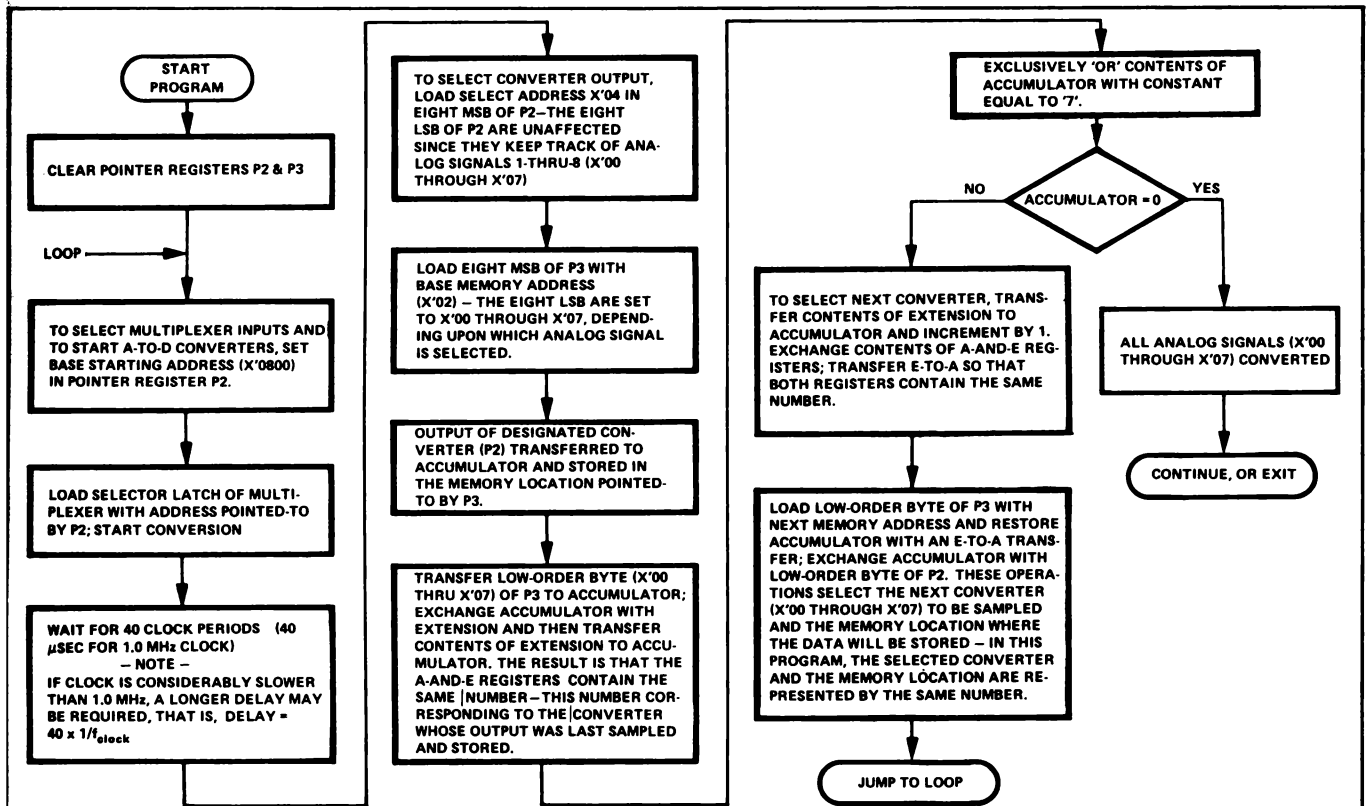 START
PROGRAM
CLEAR POINTER REGISTERS P2 & P3
LOOP
TO SELECT MULTIPLEXER INPUTS AND
TO START A-TO-D CONVERTERS, SET
BASE STARTING ADDRESS (X'0800)
IN POINTER REGISTER P2.
LOAD SELECTOR LATCH OF MULTI-
PLEXER WITH ADDRESS POINTED-TO
BY P2; START CONVERSION
WAIT FOR 40 CLOCK PERIODS (40
μSEC FOR 1.0 MHz CLOCK)
– NOTE –
IF CLOCK IS CONSIDERABLY SLOWER
THAN 1.0 MHz, A LONGER DELAY MAY
BE REQUIRED, THAT IS, DELAY =
40 x 1/fclock
TO SELECT CONVERTER OUTPUT,
LOAD SELECT ADDRESS X'04 IN
EIGHT MSB OF P2–THE EIGHT
LSB OF P2 ARE UNAFFECTED
SINCE THEY KEEP TRACK OF ANA-
LOG SIGNALS 1-THRU-8 (X'00
THROUGH X'07)
LOAD EIGHT MSB OF P3 WITH
BASE MEMORY ADDRESS
(X'02) – THE EIGHT LSB ARE SET
TO X'00 THROUGH X'07, DEPEND-
ING UPON WHICH ANALOG SIGNAL
IS SELECTED.
OUTPUT OF DESIGNATED CON-
VERTER (P2) TRANSFERRED TO
ACCUMULATOR AND STORED IN
THE MEMORY LOCATION POINTED-
TO BY P3.
TRANSFER LOW-ORDER BYTE (X'00
THRU X'07) OF P3 TO ACCUMULATOR;
EXCHANGE ACCUMULATOR WITH
EXTENSION AND THEN TRANSFER
CONTENTS OF EXTENSION TO ACCU-
MULATOR. THE RESULT IS THAT THE
A-AND-E REGISTERS CONTAIN THE
SAME NUMBER – THIS NUMBER COR-
RESPONDING TO THE CONVERTER
WHOSE OUTPUT WAS LAST SAMPLED
AND STORED.
EXCLUSIVELY 'OR' CONTENTS OF
ACCUMULATOR WITH CONSTANT
EQUAL TO '7'.
NO
ACCUMULATOR = 0
YES
TO SELECT NEXT CONVERTER, TRANS-
FER CONTENTS OF EXTENSION TO
ACCUMULATOR AND INCREMENT BY 1.
EXCHANGE CONTENTS OF A-AND-E REG-
ISTERS; TRANSFER E-TO-A SO THAT
BOTH REGISTERS CONTAIN THE SAME
NUMBER.
ALL ANALOG SIGNALS (X'00
THROUGH X'07) CONVERTED
CONTINUE, OR EXIT
LOAD LOW-ORDER BYTE OF P3 WITH
NEXT MEMORY ADDRESS AND RESTORE
ACCUMULATOR WITH AN E-TO-A TRANS-
FER; EXCHANGE ACCUMULATOR WITH
LOW-ORDER BYTE OF P2. THESE OPERA-
TIONS SELECT THE NEXT CONVERTER
(X'00 THROUGH X'07) TO BE SAMPLED
AND THE MEMORY LOCATION WHERE
THE DATA WILL BE STORED – IN THIS
PROGRAM, THE SELECTED CONVERTER
AND THE MEMORY LOCATION ARE RE-
PRESENTED BY THE SAME NUMBER.
JUMP TO LOOP